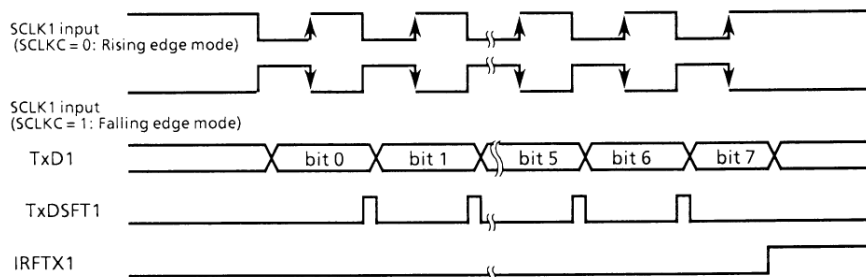 SCLK1 input
(SCLKC = 0: Rising edge mode)
SCLK1 input
(SCLKC = 1: Falling edge mode)
TxD1
bit 0
bit 1
bit 5
bit 6
bit 7
TxDSFT1
IRFTX1